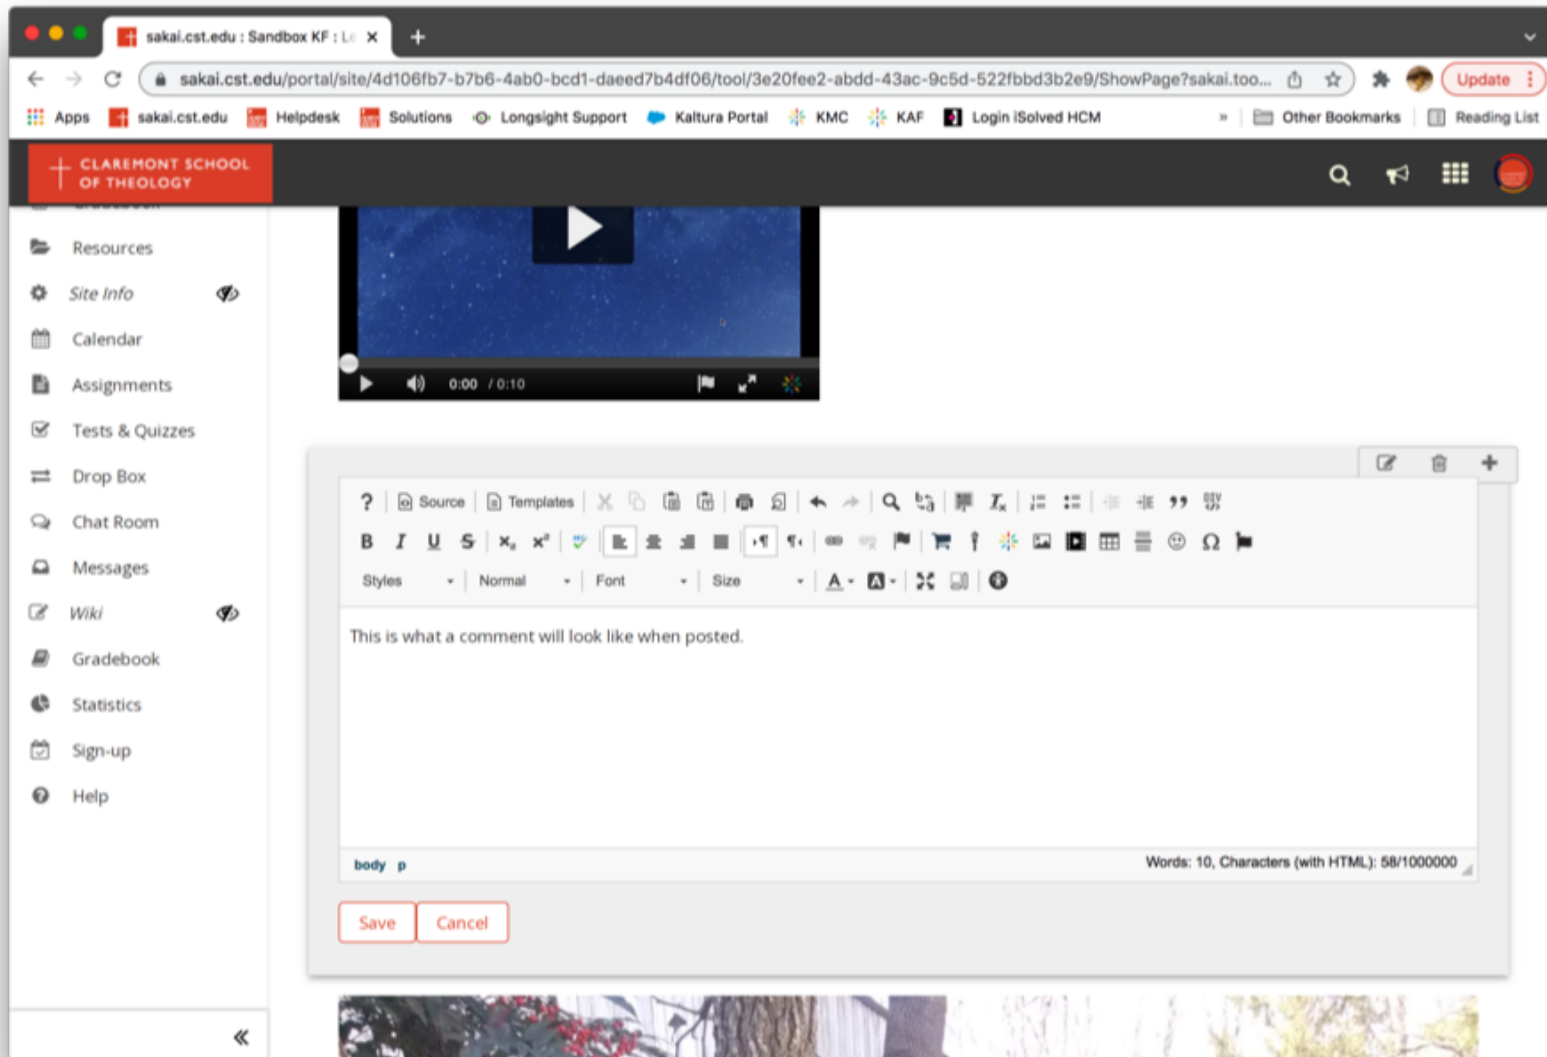 sakai.cst.edu : Sandbox KF : Le
sakai.cst.edu/portal/site/4d106fb7-b7b6-4ab0-bcd1-daeed7b4df06/tool/3e20fee2-abdd-43ac-9c5d-522fbbd3b2e9/ShowPage?sakai.too... Update
Apps sakai.cst.edu Helpdesk Solutions Longsight Support Kaltura Portal KMC KAF Login iSolved HCM » Other Bookmarks Reading List
CLAREMONT SCHOOL
OF THEOLOGY
Resources
Site Info
Calendar
Assignments
Tests & Quizzes
Drop Box
Chat Room
Messages
Wiki
Gradebook
Statistics
Sign-up
Help
0:00 / 0:10
? Source Templates
B I U S
Styles Normal Font Size
This is what a comment will look like when posted.
body p
Words: 10, Characters (with HTML): 58/1000000
Save Cancel